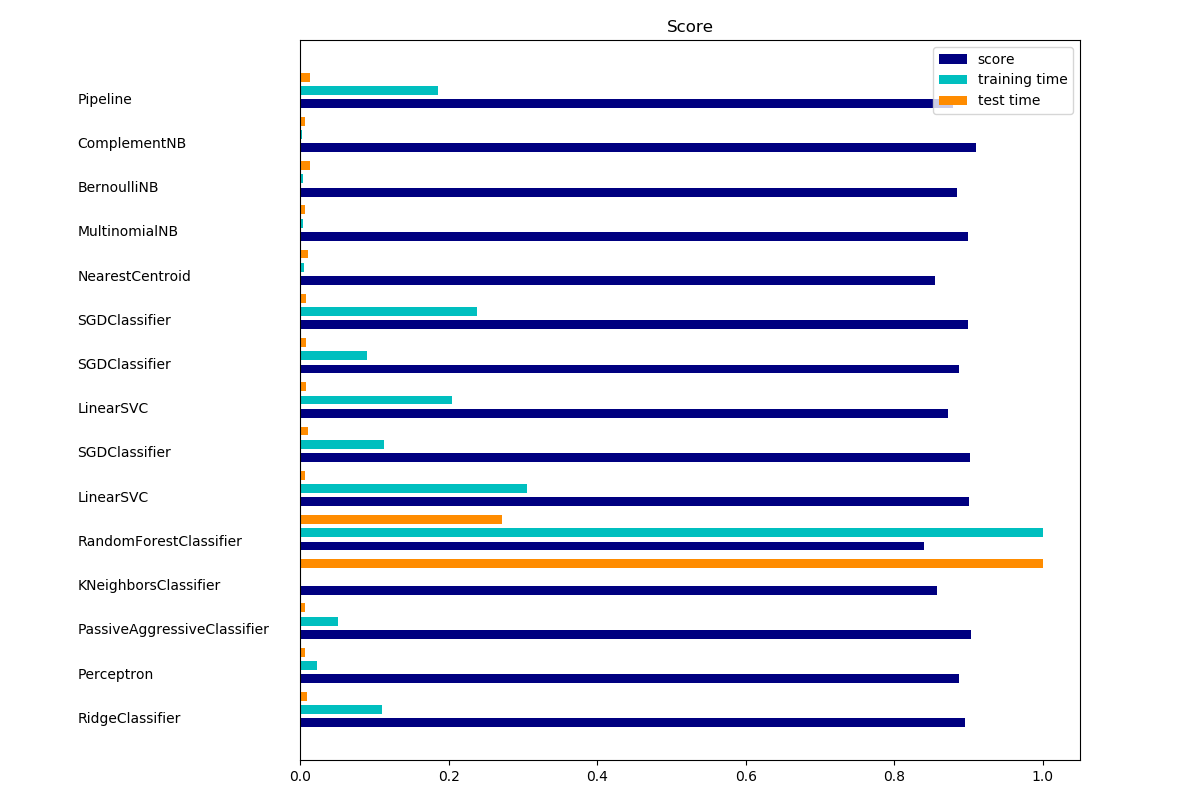 Score
score
training time
test time
Pipeline
ComplementNB
BernoulliNB
MultinomialNB
NearestCentroid
SGDClassifier
SGDClassifier
LinearSVC
SGDClassifier
LinearSVC
RandomForestClassifier
KNeighborsClassifier
PassiveAggressiveClassifier
Perceptron
RidgeClassifier
0.0 0.2 0.4 0.6 0.8 1.0